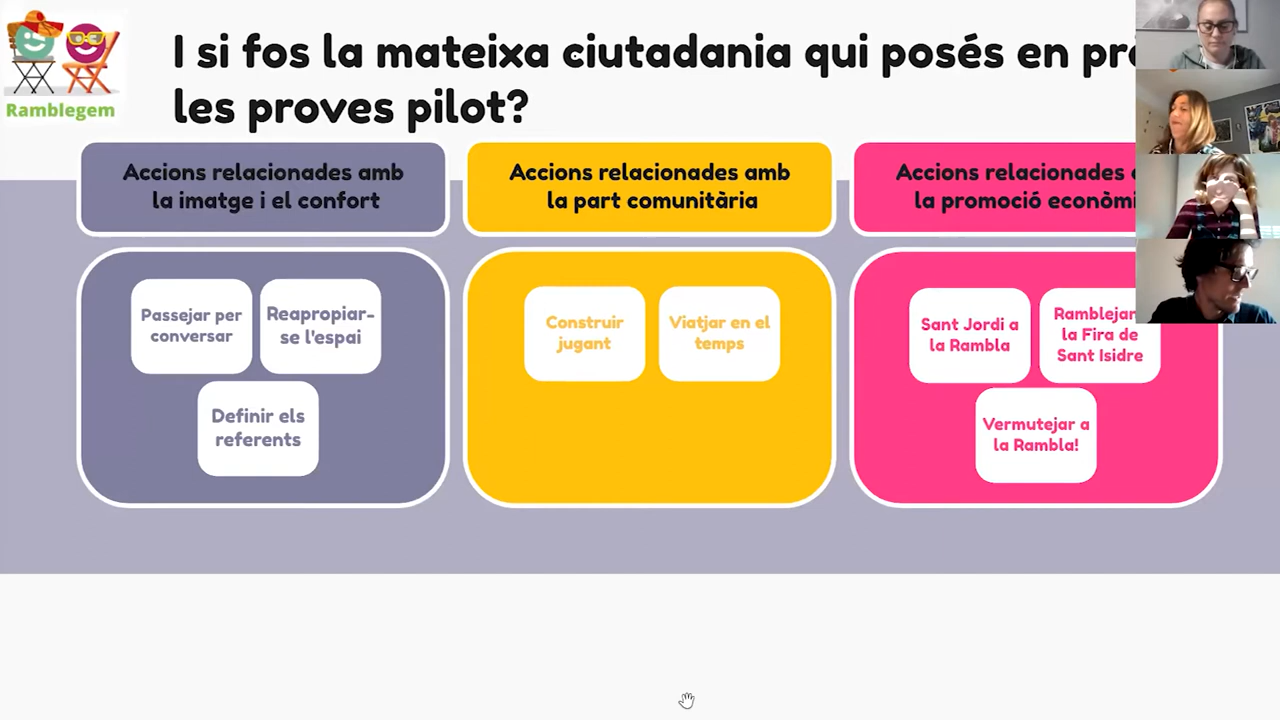 Ramblegem
I si fos la mateixa ciutadania qui posés en
les proves pilot?
Accions relacionades amb
la imatge i el confort
Accions relacionades amb
la part comunitària
Accions relacionades
la promoció
Passejar per
conversar
Reapropiar-
se l'espai
Definir els
referents
Construir
jugant
Viatjar en el
temps
Sant Jordi a
la Rambla
Ramblejar
la Fira de
Sant Isidre
Vermutejar a
la Rambla!